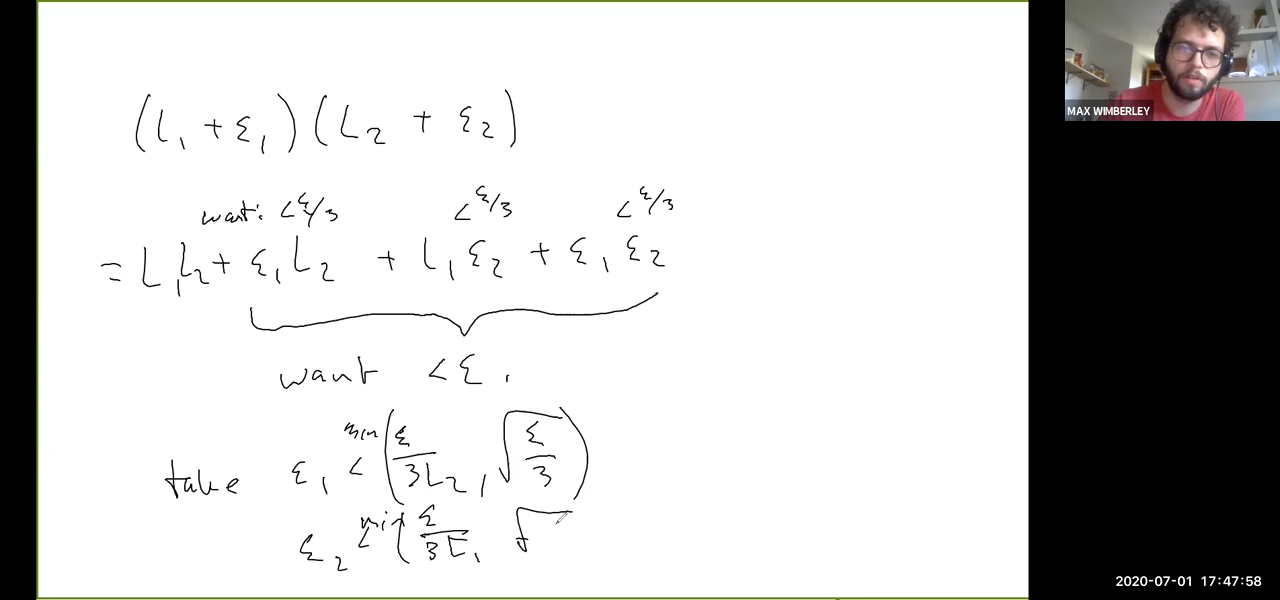 (L₁ + ε₁)(L₂ + ε₂)
want: < ε/3 < ε/3 < ε/3
= L₁L₂ + ε₁L₂ + L₁ε₂ + ε₁ε₂
want < ε.
take ε₁ < min(ε/3L₂, √(ε/3))
ε₂ < min(ε/3L₁ √
MAX WIMBERLEY
2020-07-01 17:47:58